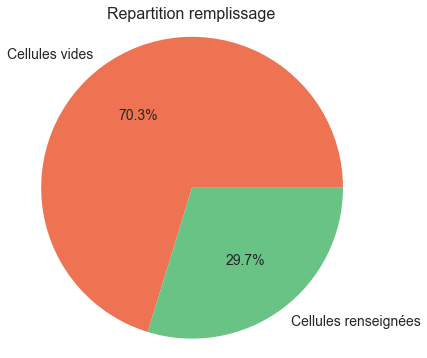 Repartition remplissage
Cellules vides
70.3%
29.7%
Cellules renseignées